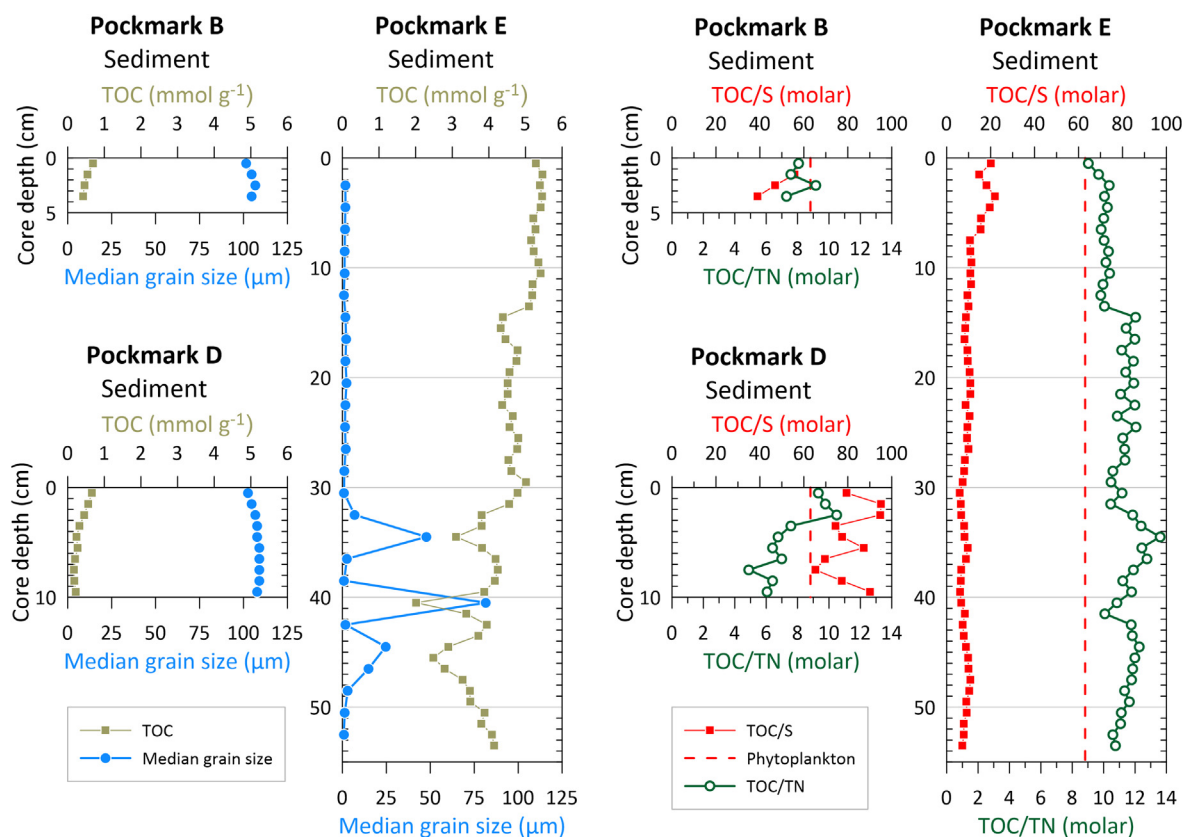 Pockmark B
Sediment
TOC (mmol g⁻¹)
0 1 2 3 4 5 6
Core depth (cm)
0
5
0 25 50 75 100 125
Median grain size (µm)
Pockmark D
Sediment
TOC (mmol g⁻¹)
0 1 2 3 4 5 6
Core depth (cm)
0
10
0 25 50 75 100 125
Median grain size (µm)
TOC
Median grain size
Pockmark E
Sediment
TOC (mmol g⁻¹)
0 1 2 3 4 5 6
0
10
20
30
40
50
0 25 50 75 100 125
Median grain size (µm)
Pockmark B
Sediment
TOC/S (molar)
0 20 40 60 80 100
Core depth (cm)
0
5
0 2 4 6 8 10 12 14
TOC/TN (molar)
Pockmark D
Sediment
TOC/S (molar)
0 20 40 60 80 100
Core depth (cm)
0
10
0 2 4 6 8 10 12 14
TOC/TN (molar)
TOC/S
Phytoplankton
TOC/TN
Pockmark E
Sediment
TOC/S (molar)
0 20 40 60 80 100
0
10
20
30
40
50
0 2 4 6 8 10 12 14
TOC/TN (molar)